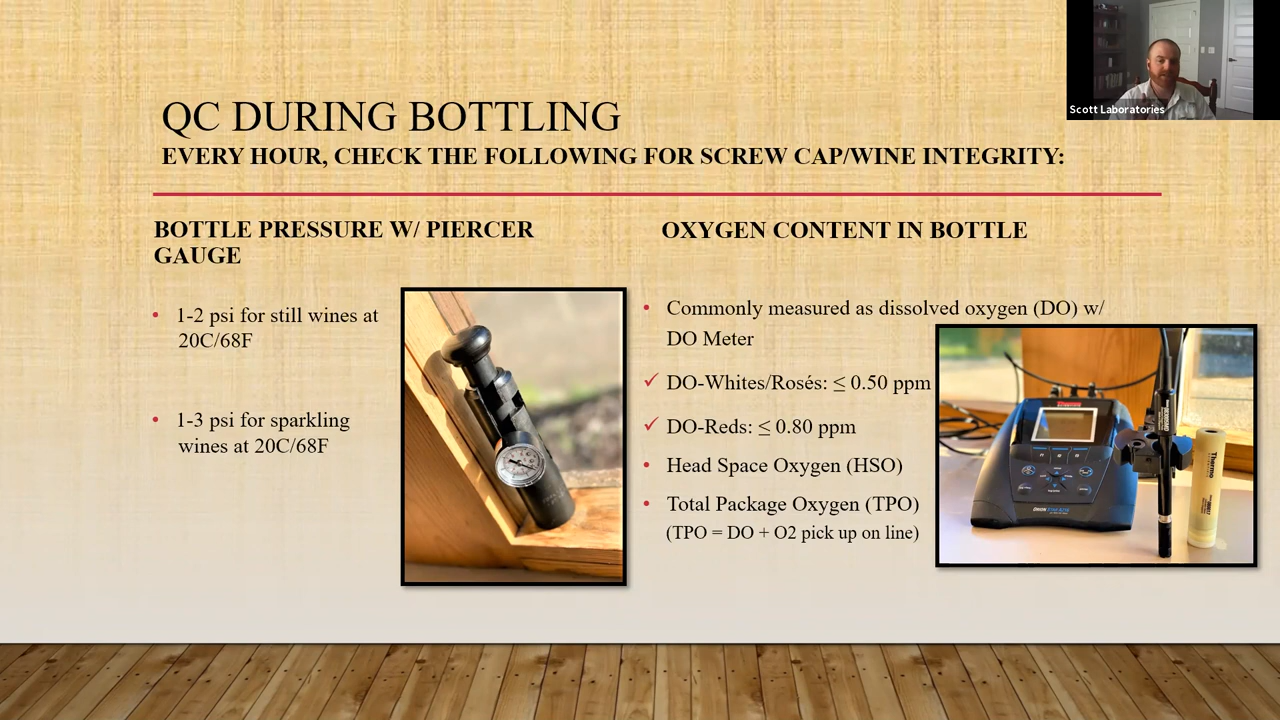 Scott Laboratories
QC DURING BOTTLING
EVERY HOUR, CHECK THE FOLLOWING FOR SCREW CAP/WINE INTEGRITY:
BOTTLE PRESSURE W/ PIERCER
GAUGE
• 1-2 psi for still wines at
20C/68F
• 1-3 psi for sparkling
wines at 20C/68F
OXYGEN CONTENT IN BOTTLE
• Commonly measured as dissolved oxygen (DO) w/
DO Meter
✓ DO-Whites/Rosés: ≤ 0.50 ppm
✓ DO-Reds: ≤ 0.80 ppm
• Head Space Oxygen (HSO)
• Total Package Oxygen (TPO)
(TPO = DO + O2 pick up on line)
Thermo